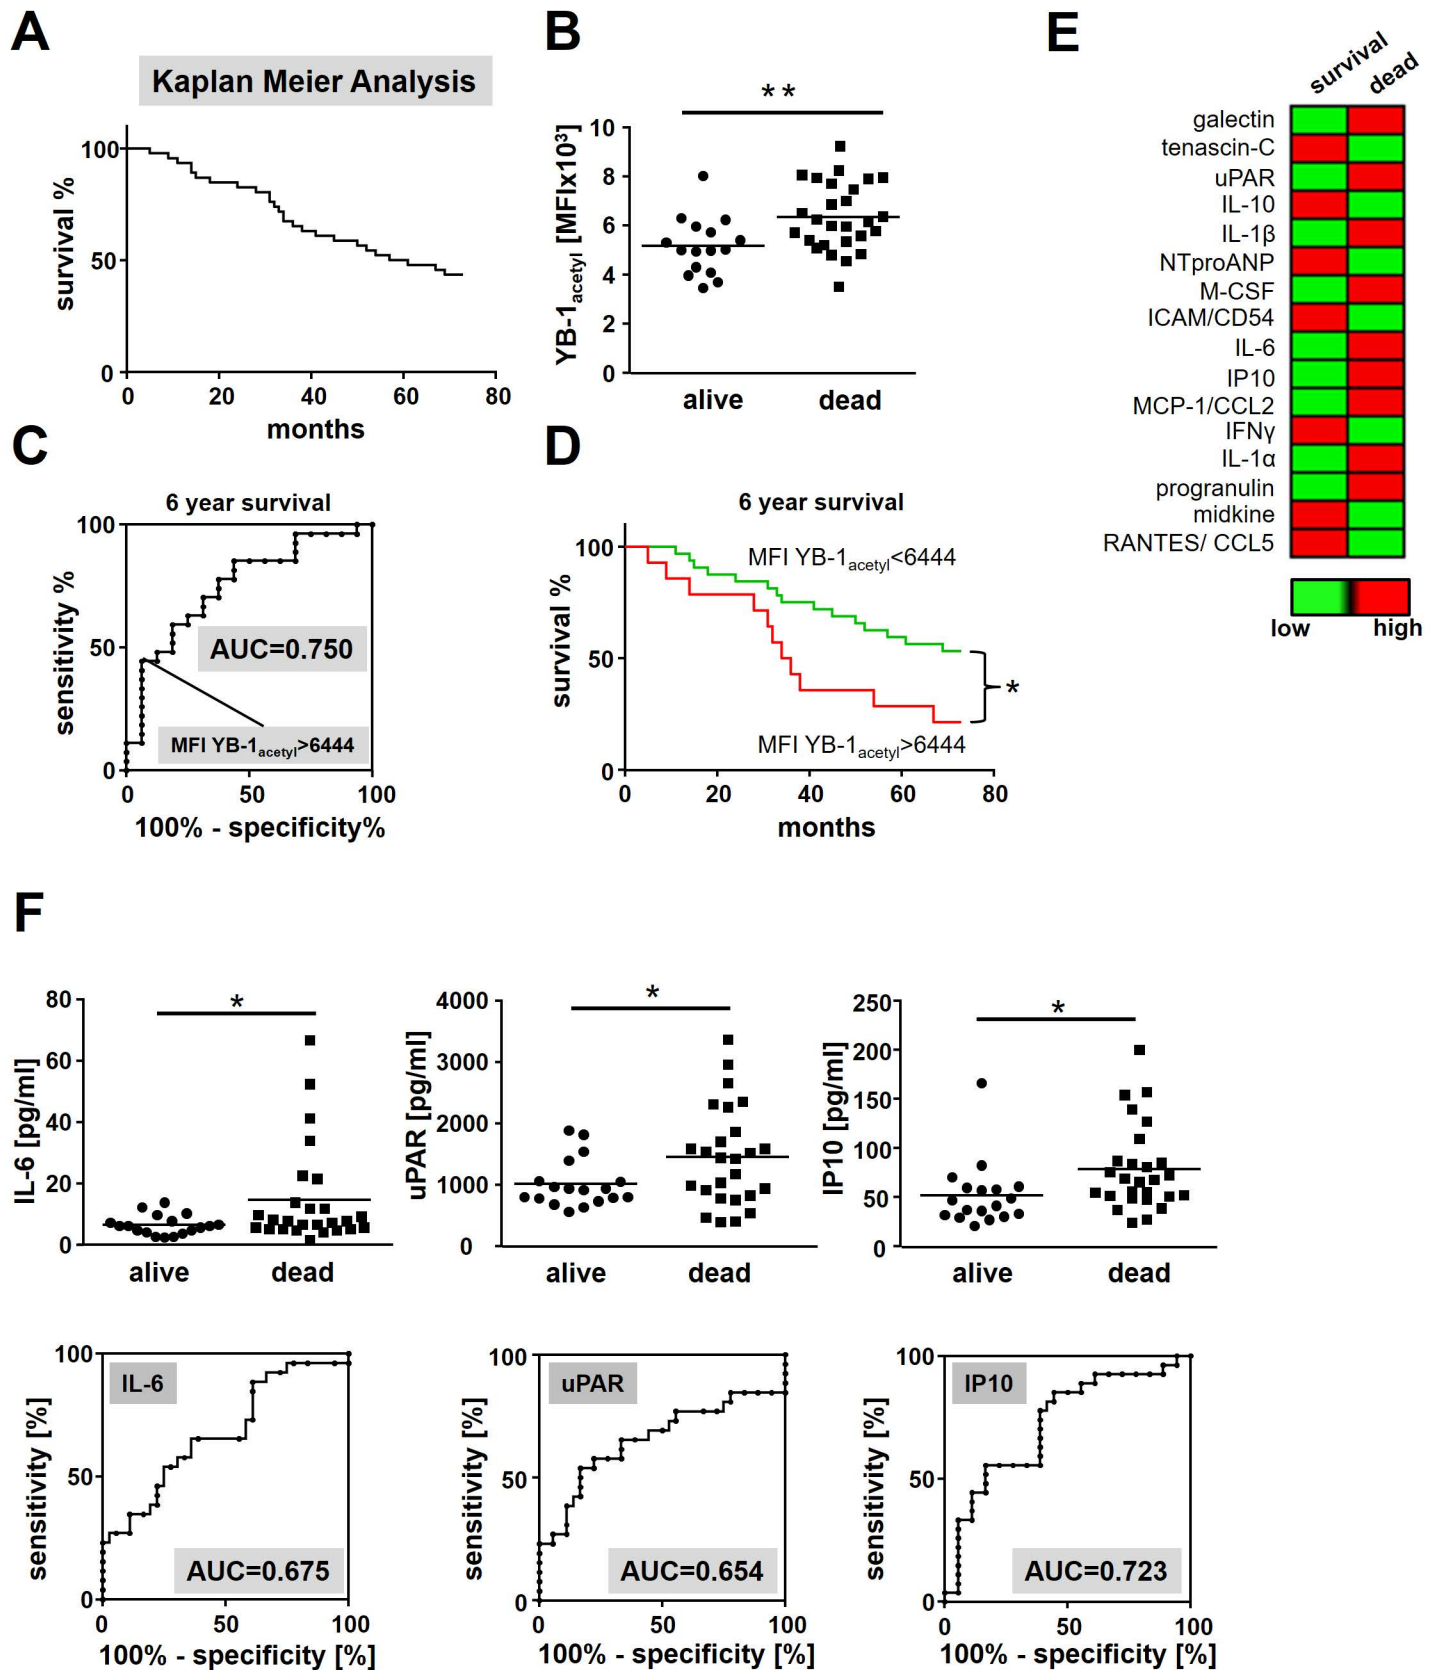 A
Kaplan Meier Analysis
survival %
100
50
0
0 20 40 60 80
months
B
**
YB-1acetyl [MFIx10³]
10
8
6
4
2
0
alive dead
C
6 year survival
sensitivity %
100
50
0
AUC=0.750
MFI YB-1acetyl>6444
0 50 100
100% - specificity%
D
6 year survival
survival %
100
50
0
MFI YB-1acetyl<6444
*
MFI YB-1acetyl>6444
0 20 40 60 80
months
E
survival dead
galectin
tenascin-C
uPAR
IL-10
IL-1β
NTproANP
M-CSF
ICAM/CD54
IL-6
IP10
MCP-1/CCL2
IFNγ
IL-1α
progranulin
midkine
RANTES/ CCL5
low high
F
IL-6 [pg/ml]
80
60
40
20
0
*
alive dead
uPAR [pg/ml]
4000
3000
2000
1000
0
*
alive dead
IP10 [pg/ml]
250
200
150
100
50
0
*
alive dead
sensitivity [%]
100
50
0
IL-6
AUC=0.675
0 50 100
100% - specificity [%]
sensitivity [%]
100
50
0
uPAR
AUC=0.654
0 50 100
100% - specificity [%]
sensitivity [%]
100
50
0
IP10
AUC=0.723
0 50 100
100% - specificity [%]